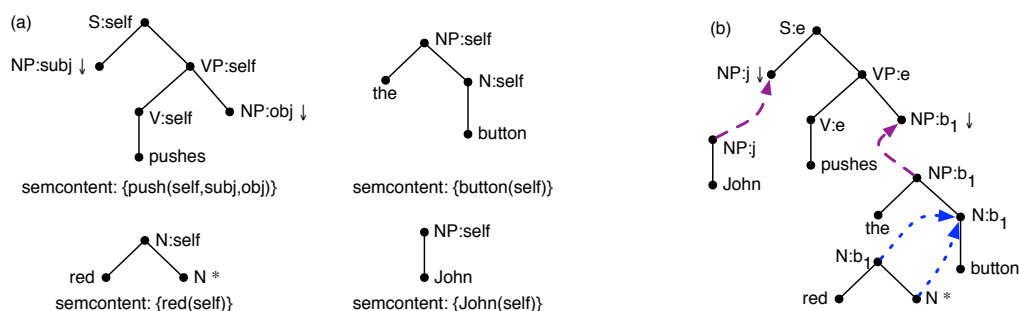 (a)
S:self
NP:subj ↓
VP:self
V:self
NP:obj ↓
pushes
semcontent: {push(self,subj,obj)}
NP:self
the
N:self
button
semcontent: {button(self)}
N:self
red
N *
semcontent: {red(self)}
NP:self
John
semcontent: {John(self)}
(b)
S:e
NP:j ↓
VP:e
V:e
NP:b₁ ↓
NP:j
pushes
John
NP:b₁
the
N:b₁
N:b₁
button
red
N *